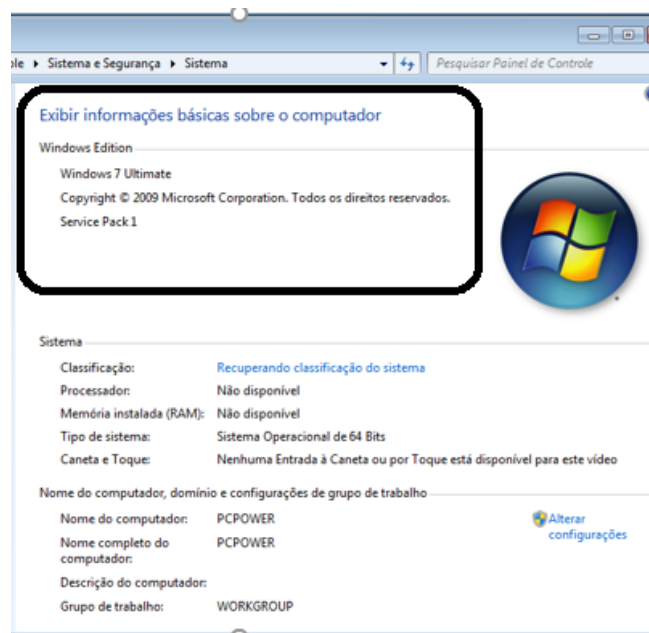 le ▸ Sistema e Segurança ▸ Sistema
Pesquisar Painel de Controle
Exibir informações básicas sobre o computador
Windows Edition
Windows 7 Ultimate
Copyright © 2009 Microsoft Corporation. Todos os direitos reservados.
Service Pack 1
Sistema
Classificação: Recuperando classificação do sistema
Processador: Não disponível
Memória instalada (RAM): Não disponível
Tipo de sistema: Sistema Operacional de 64 Bits
Caneta e Toque: Nenhuma Entrada à Caneta ou por Toque está disponível para este vídeo
Nome do computador, domínio e configurações de grupo de trabalho
Nome do computador: PCPOWER
Alterar
configurações
Nome completo do PCPOWER
computador:
Descrição do computador:
Grupo de trabalho: WORKGROUP